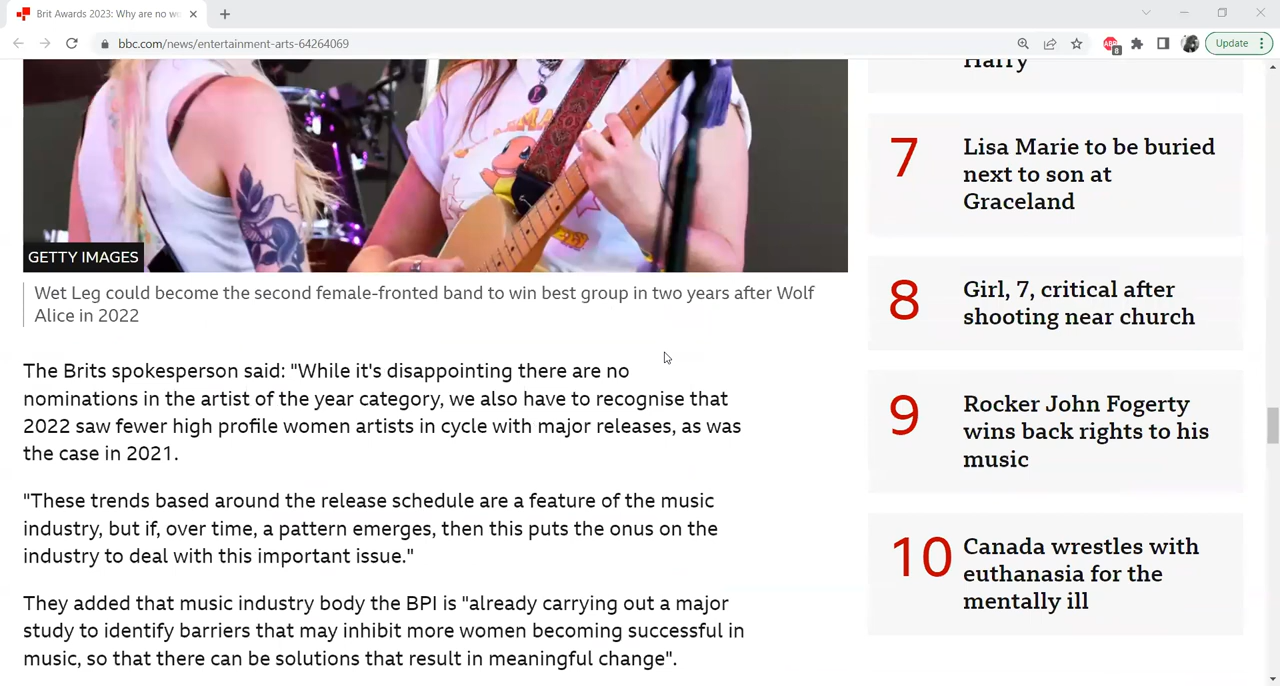 Brit Awards 2023: Why are no wo
Update
bbc.com/news/entertainment-arts-64264069
GETTY IMAGES
Wet Leg could become the second female-fronted band to win best group in two years after Wolf
Alice in 2022
The Brits spokesperson said: "While it's disappointing there are no
nominations in the artist of the year category, we also have to recognise that
2022 saw fewer high profile women artists in cycle with major releases, as was
the case in 2021.
"These trends based around the release schedule are a feature of the music
industry, but if, over time, a pattern emerges, then this puts the onus on the
industry to deal with this important issue."
They added that music industry body the BPI is "already carrying out a major
study to identify barriers that may inhibit more women becoming successful in
music, so that there can be solutions that result in meaningful change".
Harry
7
Lisa Marie to be buried
next to son at
Graceland
8
Girl, 7, critical after
shooting near church
9
Rocker John Fogerty
wins back rights to his
music
10
Canada wrestles with
euthanasia for the
mentally ill